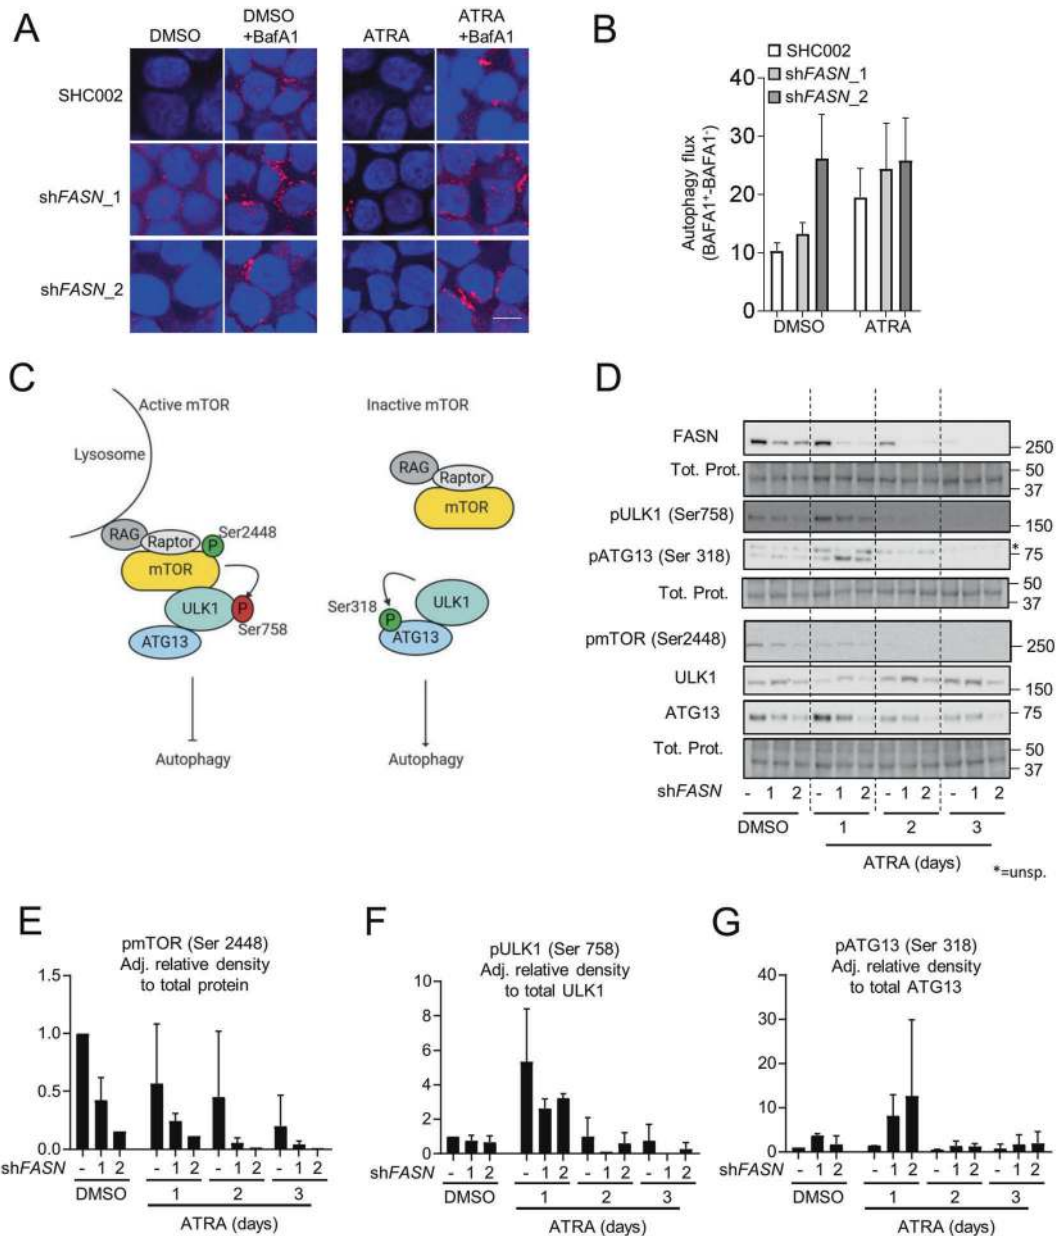 A
DMSO
DMSO
+BafA1
ATRA
ATRA
+BafA1
SHC002
shFASN_1
shFASN_2
B
SHC002
shFASN_1
shFASN_2
Autophagy flux
(BAFA1+-BAFA1-)
40
30
20
10
0
DMSO
ATRA
C
Active mTOR
Lysosome
RAG
Raptor
P
Ser2448
mTOR
ULK1
P
Ser758
ATG13
Autophagy
Inactive mTOR
RAG
Raptor
mTOR
Ser318
P
ULK1
ATG13
Autophagy
D
FASN
250
Tot. Prot.
50
37
pULK1 (Ser758)
150
pATG13 (Ser 318)
*
75
Tot. Prot.
50
37
pmTOR (Ser2448)
250
ULK1
150
ATG13
75
Tot. Prot.
50
37
shFASN - 1 2 - 1 2 - 1 2 - 1 2
DMSO 1 2 3
ATRA (days)
*=unsp.
E
pmTOR (Ser 2448)
Adj. relative density
to total protein
1.5
1.0
0.5
0.0
shFASN - 1 2 - 1 2 - 1 2 - 1 2
DMSO 1 2 3
ATRA (days)
F
pULK1 (Ser 758)
Adj. relative density
to total ULK1
10
8
6
4
2
0
shFASN - 1 2 - 1 2 - 1 2 - 1 2
DMSO 1 2 3
ATRA (days)
G
pATG13 (Ser 318)
Adj. relative density
to total ATG13
40
30
20
10
0
shFASN - 1 2 - 1 2 - 1 2 - 1 2
DMSO 1 2 3
ATRA (days)